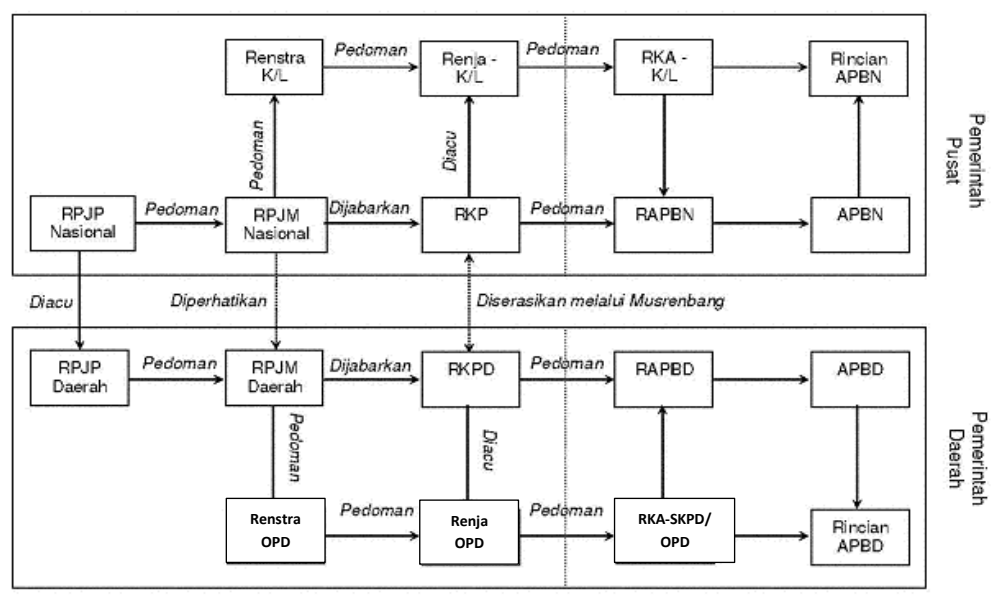 Renstra
K/L
Pedoman
Renja -
K/L
Pedoman
RKA -
K/L
Rincian
APBN
Pedoman
Diacu
Pemerintah
Pusat
RPJP
Nasional
Pedoman
RPJM
Nasional
Dijabarkan
RKP
Pedoman
RAPBN
APBN
Diacu
Diperhatikan
Diserasikan melalui Musrenbang
RPJP
Daerah
Pedoman
RPJM
Daerah
Dijabarkan
RKPD
Pedoman
RAPBD
APBD
Pedoman
Diacu
Pemerintah
Daerah
Renstra
OPD
Pedoman
Renja
OPD
Pedoman
RKA-SKPD/
OPD
Rincian
APBD